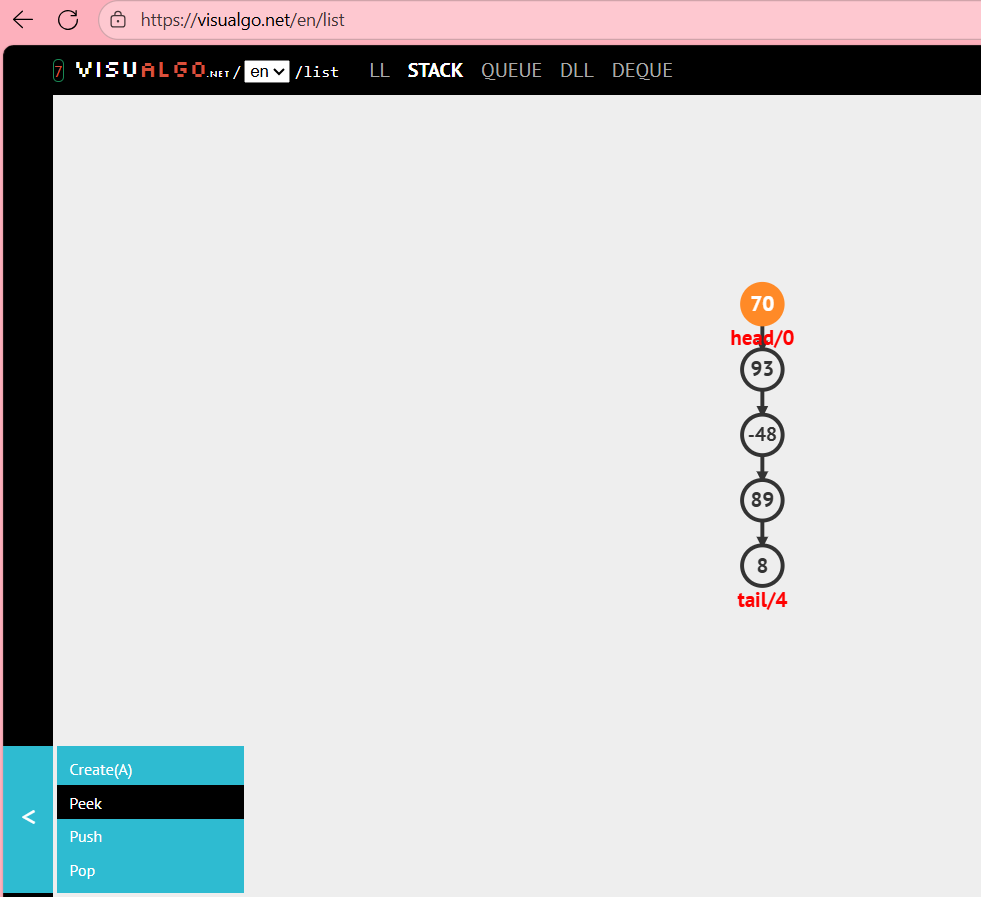 https://visualgo.net/en/list
7 VISUALGO.NET/ en /list LL STACK QUEUE DLL DEQUE
70
head/0
93
-48
89
8
tail/4
Create(A)
Peek
<
Push
Pop